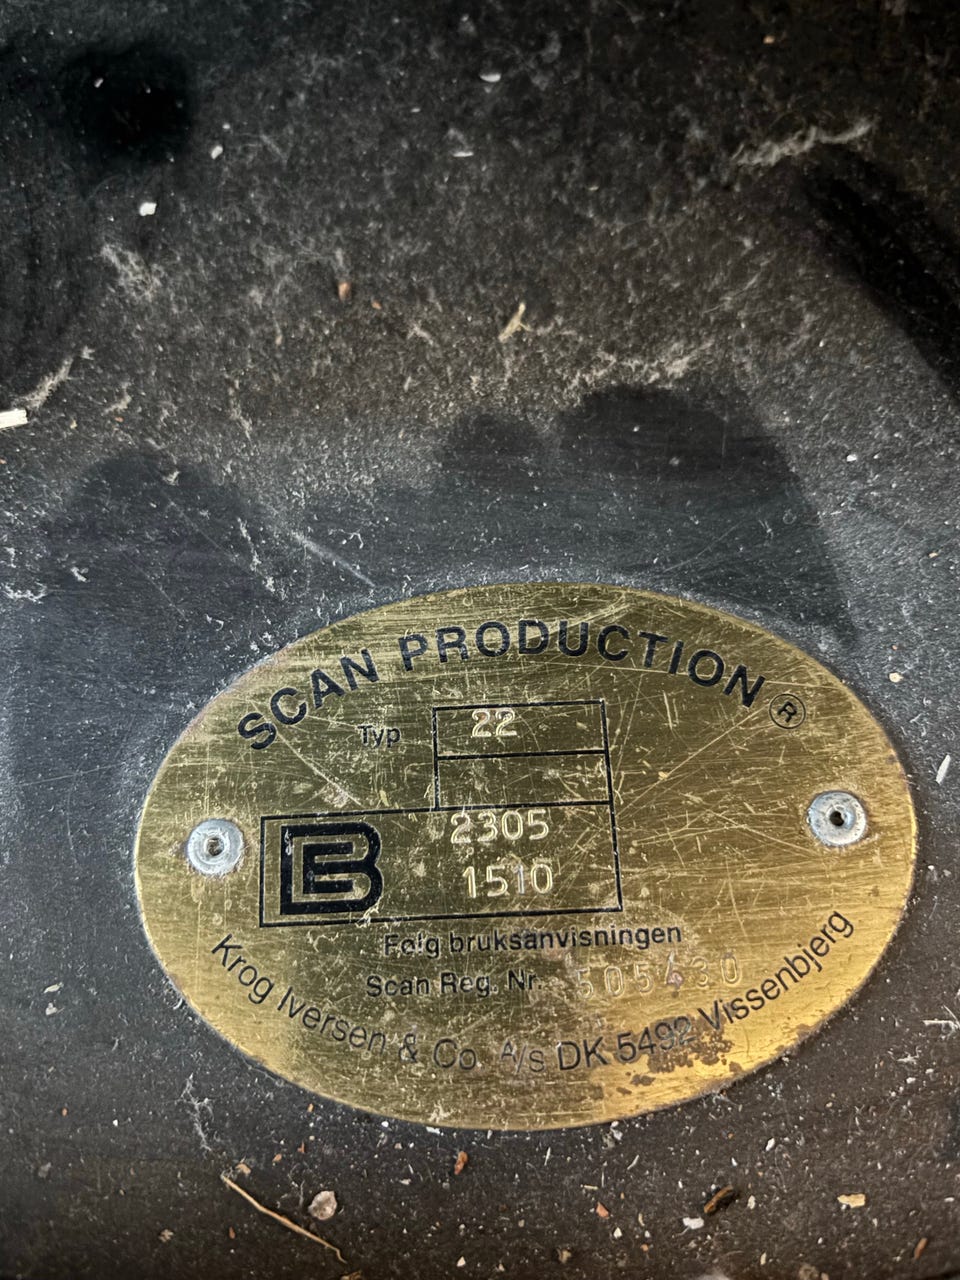 SCAN PRODUCTION ®
Typ 22
2305
1510
Følg bruksanvisningen
Scan Reg. Nr. 505430
Krog Iversen & Co. A/s DK 5492 Vissenbjerg